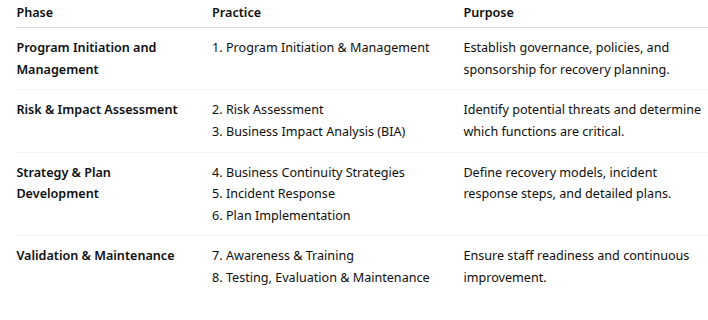 Phase Practice Purpose
Program Initiation and Management
1. Program Initiation & Management
Establish governance, policies, and
sponsorship for recovery planning.
Risk & Impact Assessment
2. Risk Assessment
3. Business Impact Analysis (BIA)
Identify potential threats and determine
which functions are critical.
Strategy & Plan
Development
4. Business Continuity Strategies
5. Incident Response
6. Plan Implementation
Define recovery models, incident
response steps, and detailed plans.
Validation & Maintenance
7. Awareness & Training
8. Testing, Evaluation & Maintenance
Ensure staff readiness and continuous
improvement.